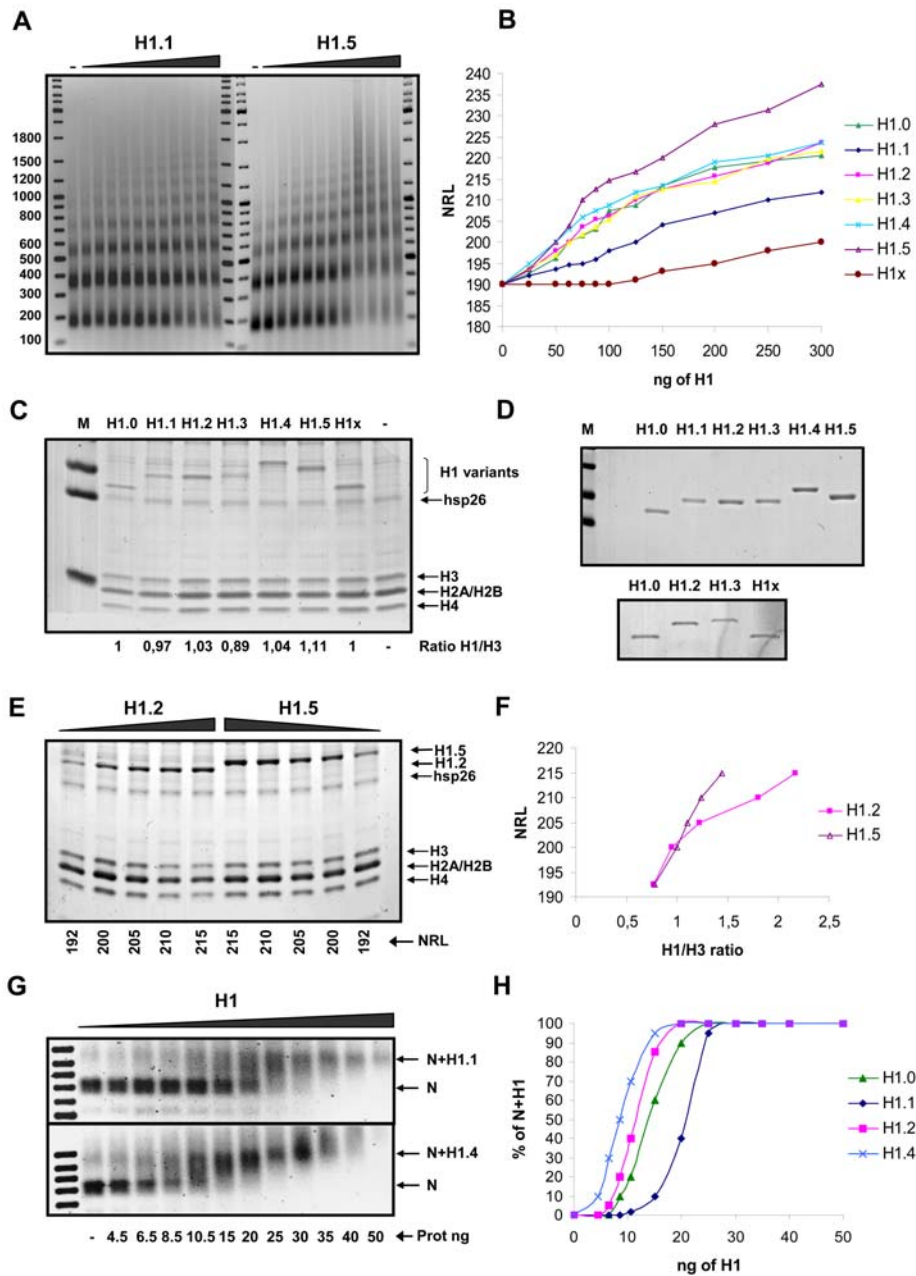 A
H1.1 H1.5
- -
1800
1500
1200
1000
800
600
500
400
300
200
100
B
240
235
230
225
220
215
210
205
200
195
190
185
180
NRL
0 50 100 150 200 250 300
ng of H1
H1.0
H1.1
H1.2
H1.3
H1.4
H1.5
H1x
C
M H1.0 H1.1 H1.2 H1.3 H1.4 H1.5 H1x -
H1 variants
hsp26
H3
H2A/H2B
H4
1 0,97 1,03 0,89 1,04 1,11 1 - Ratio H1/H3
D
M H1.0 H1.1 H1.2 H1.3 H1.4 H1.5
H1.0 H1.2 H1.3 H1x
E
H1.2 H1.5
H1.5
H1.2
hsp26
H3
H2A/H2B
H4
192 200 205 210 215 215 210 205 200 192 NRL
F
220
215
210
205
200
195
190
NRL
0 0,5 1 1,5 2 2,5
H1/H3 ratio
H1.2
H1.5
G
H1
N+H1.1
N
N+H1.4
N
- 4.5 6.5 8.5 10.5 15 20 25 30 35 40 50 Prot ng
H
100
90
80
70
60
50
40
30
20
10
0
% of N+H1
0 10 20 30 40 50
ng of H1
H1.0
H1.1
H1.2
H1.4